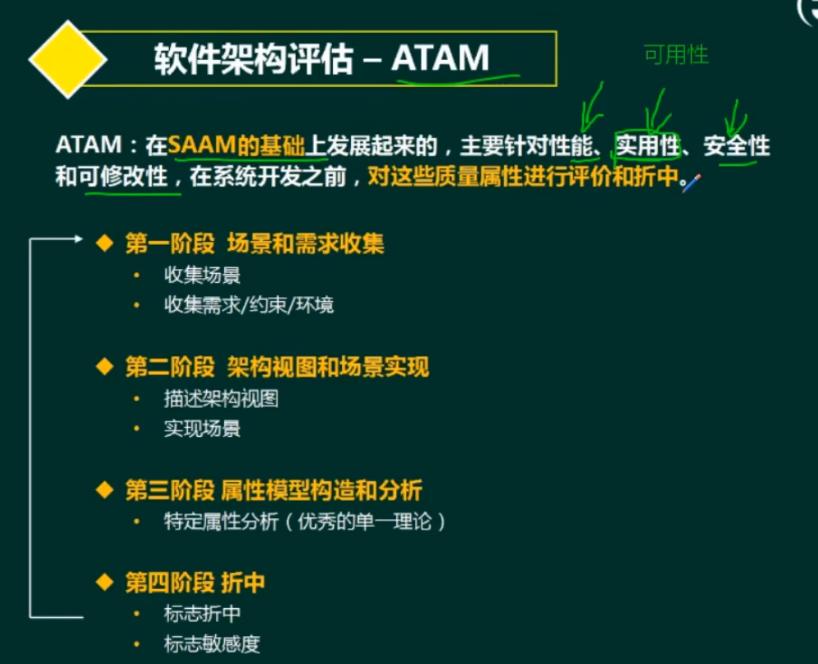 软件架构评估 – ATAM
可用性
ATAM：在SAAM的基础上发展起来的，主要针对性能、实用性、安全性
和可修改性，在系统开发之前，对这些质量属性进行评价和折中。
第一阶段 场景和需求收集
收集场景
收集需求/约束/环境
第二阶段 架构视图和场景实现
描述架构视图
实现场景
第三阶段 属性模型构造和分析
特定属性分析（优秀的单一理论）
第四阶段 折中
标志折中
标志敏感度